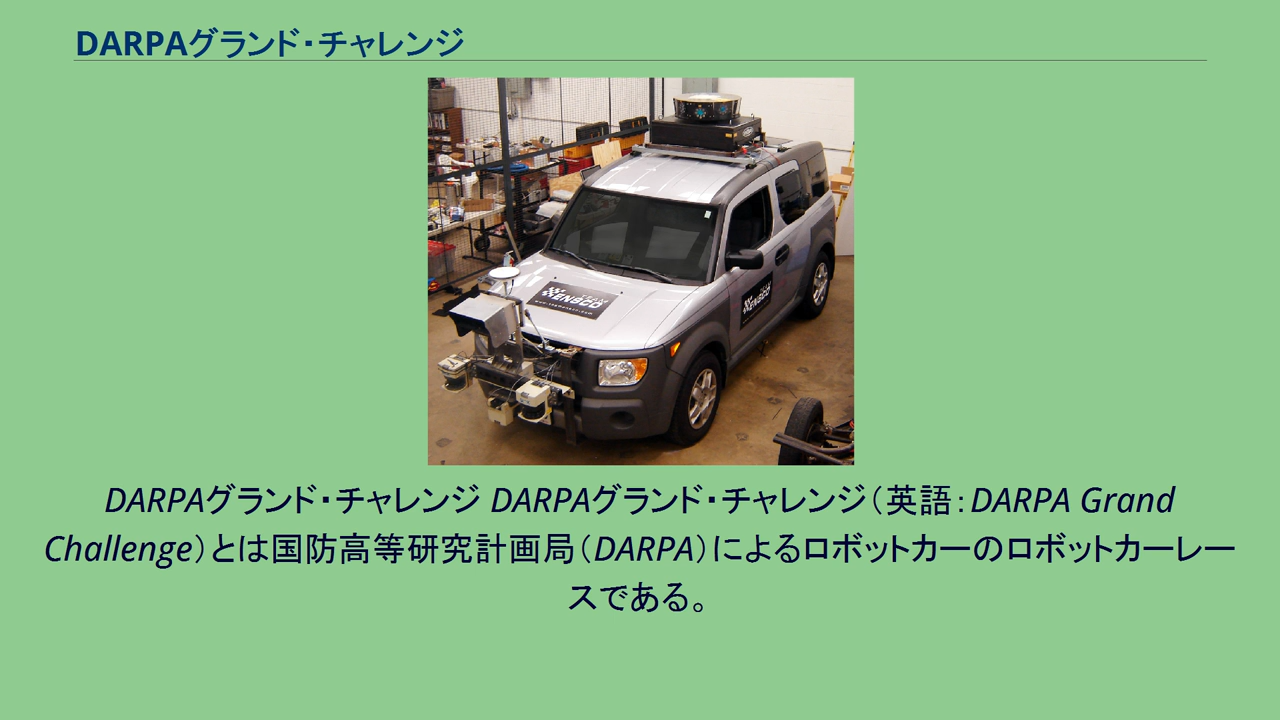 DARPAグランド・チャレンジ
TEAM
ENSCO
ENSCO
DARPAグランド・チャレンジ DARPAグランド・チャレンジ（英語：DARPA Grand
Challenge）とは国防高等研究計画局（DARPA）によるロボットカーのロボットカーレー
スである。